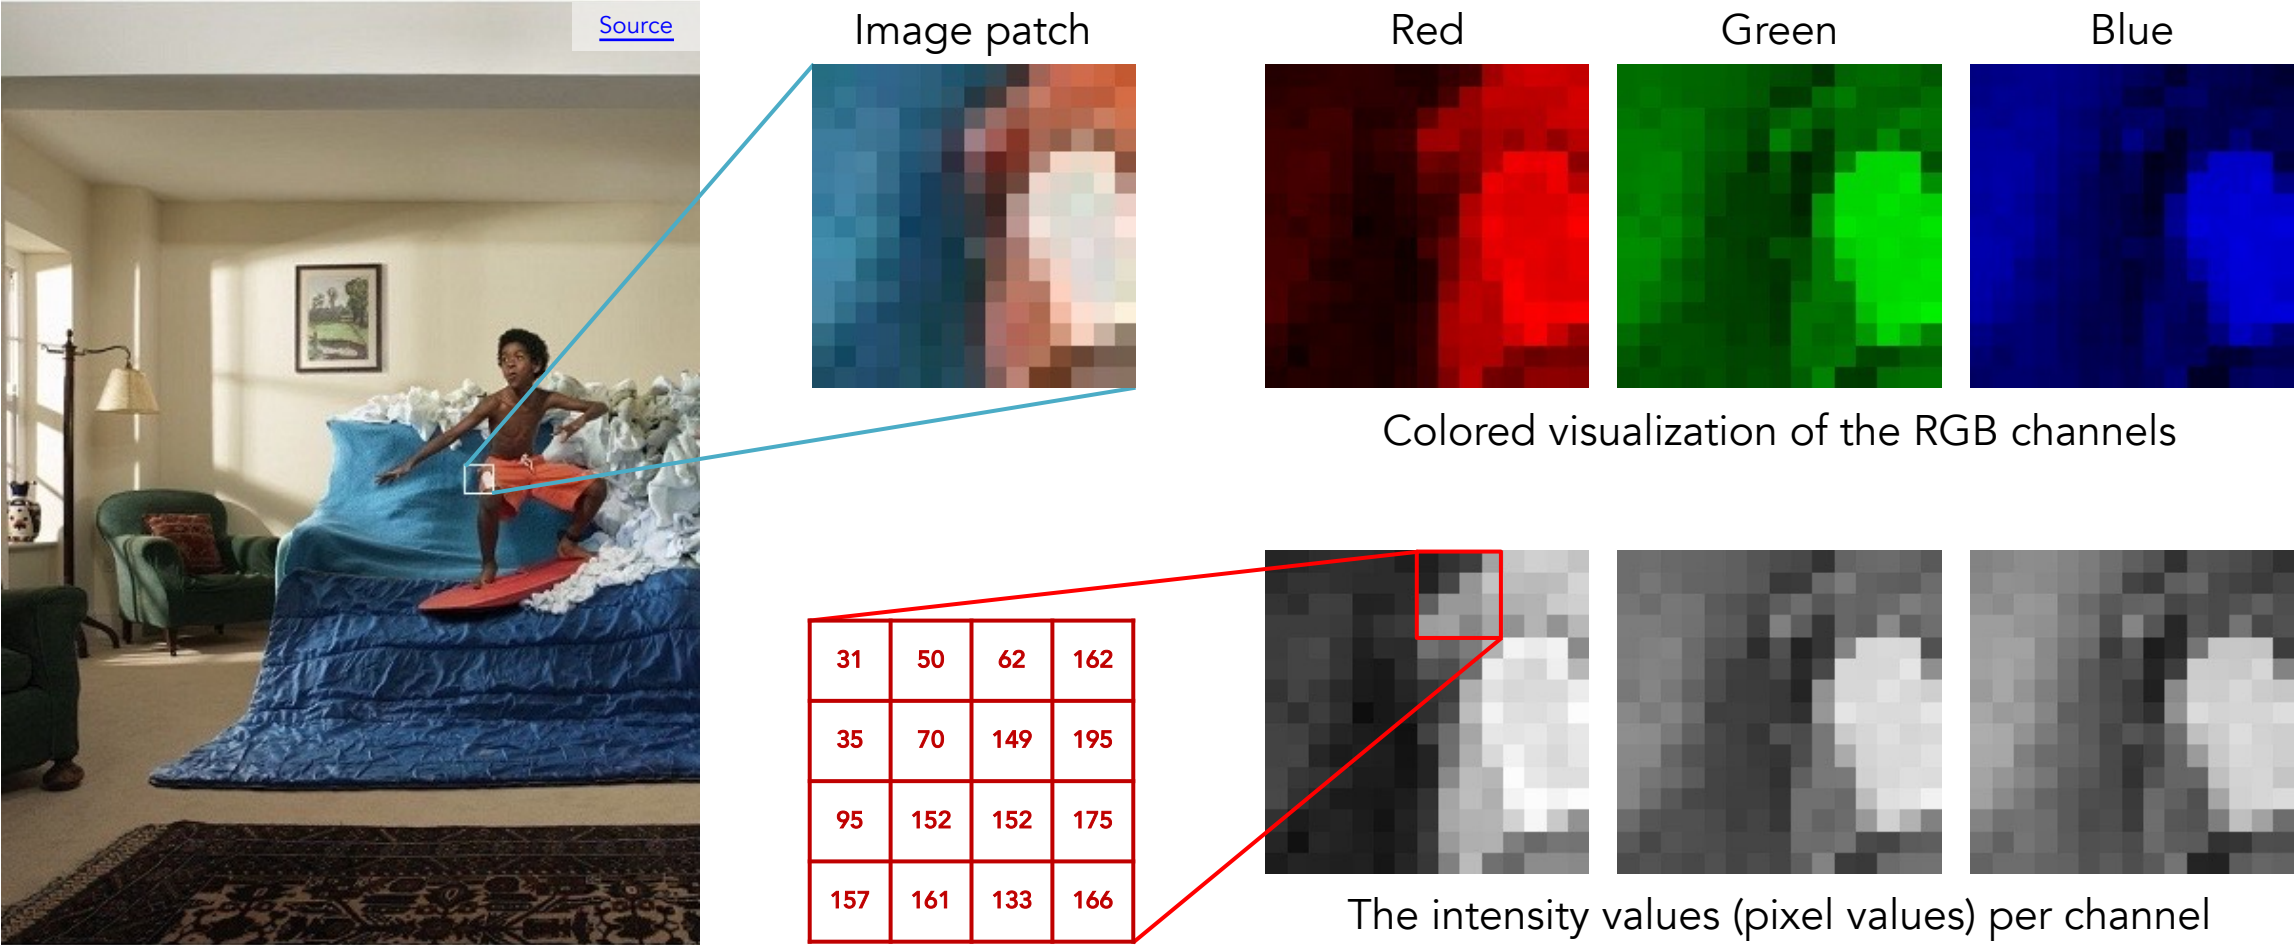 Source
Image patch
Red
Green
Blue
Colored visualization of the RGB channels
31 50 62 162
35 70 149 195
95 152 152 175
157 161 133 166
The intensity values (pixel values) per channel